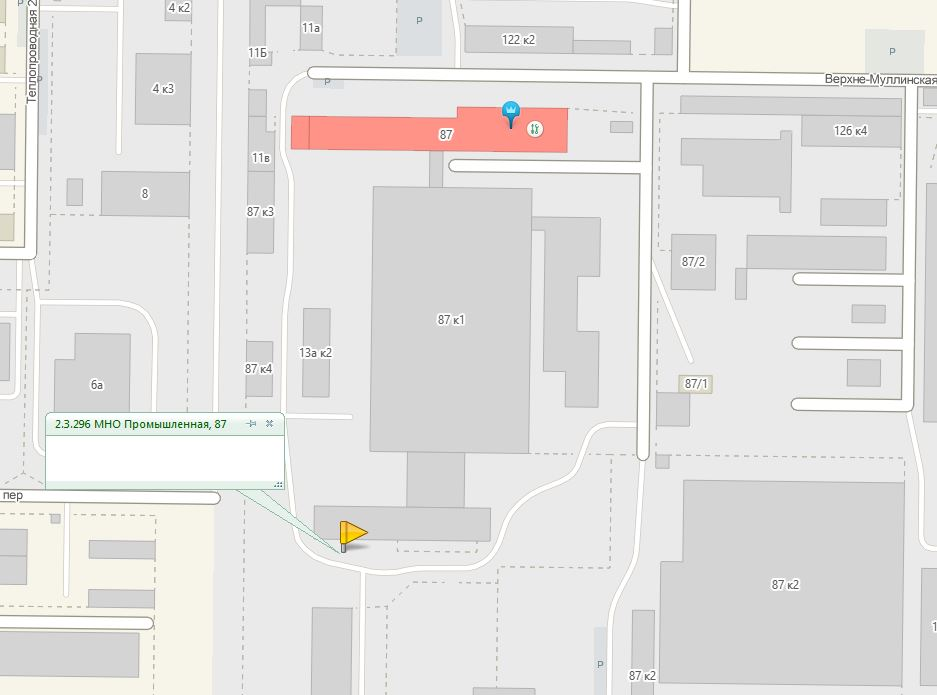 4 к2
11а
Р
122 к2
11Б
Р
Р
Теплопроводная 2
Р
Верхне-Муллинская
4 к3
Р
87
126 к4
11в
8
87 к3
87/2
87 к1
13а к2
87 к4
6а
87/1
2.3.296 МНО Промышленная, 87
пер
87 к2
Р
87 к2